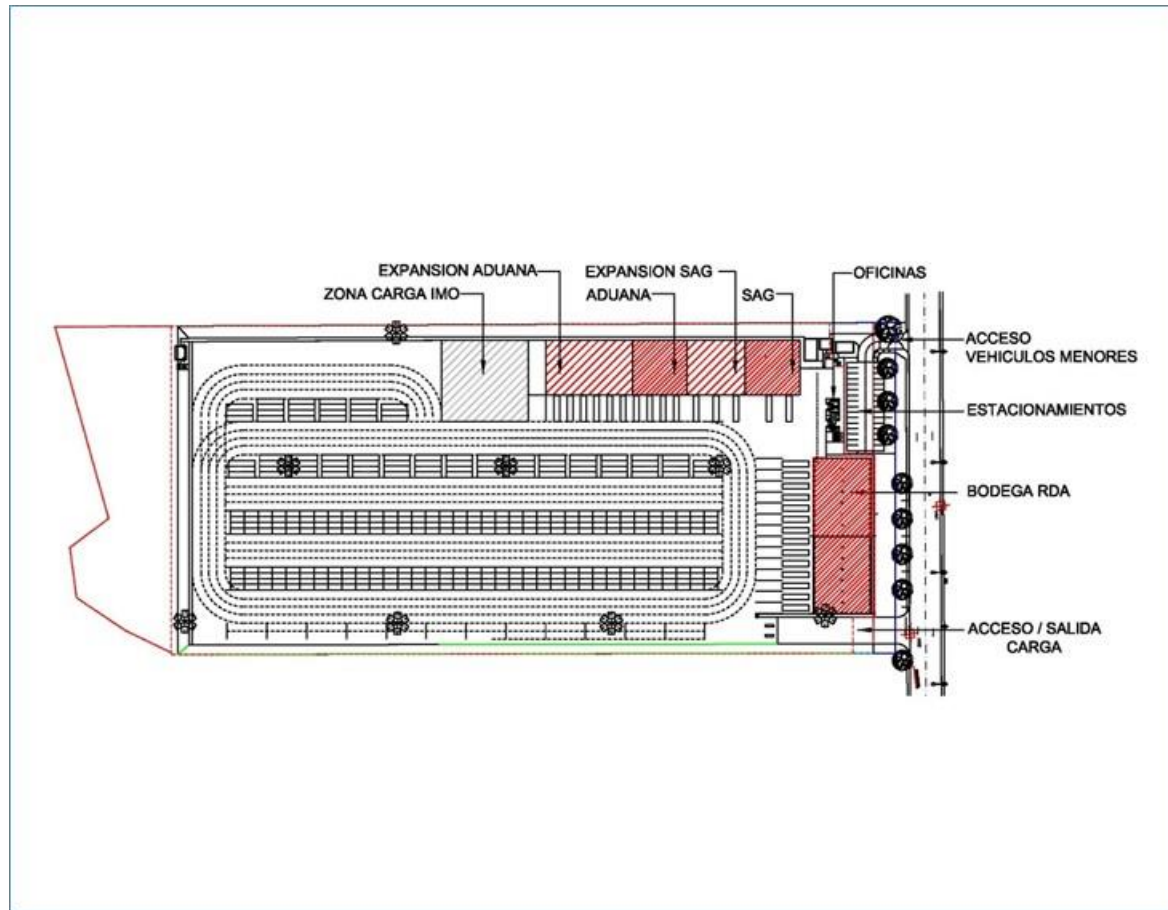 EXPANSION ADUANA
EXPANSION SAG
OFICINAS
ZONA CARGA IMO
ADUANA
SAG
ACCESO
VEHICULOS MENORES
ESTACIONAMIENTOS
BODEGA RDA
ACCESO / SALIDA
CARGA